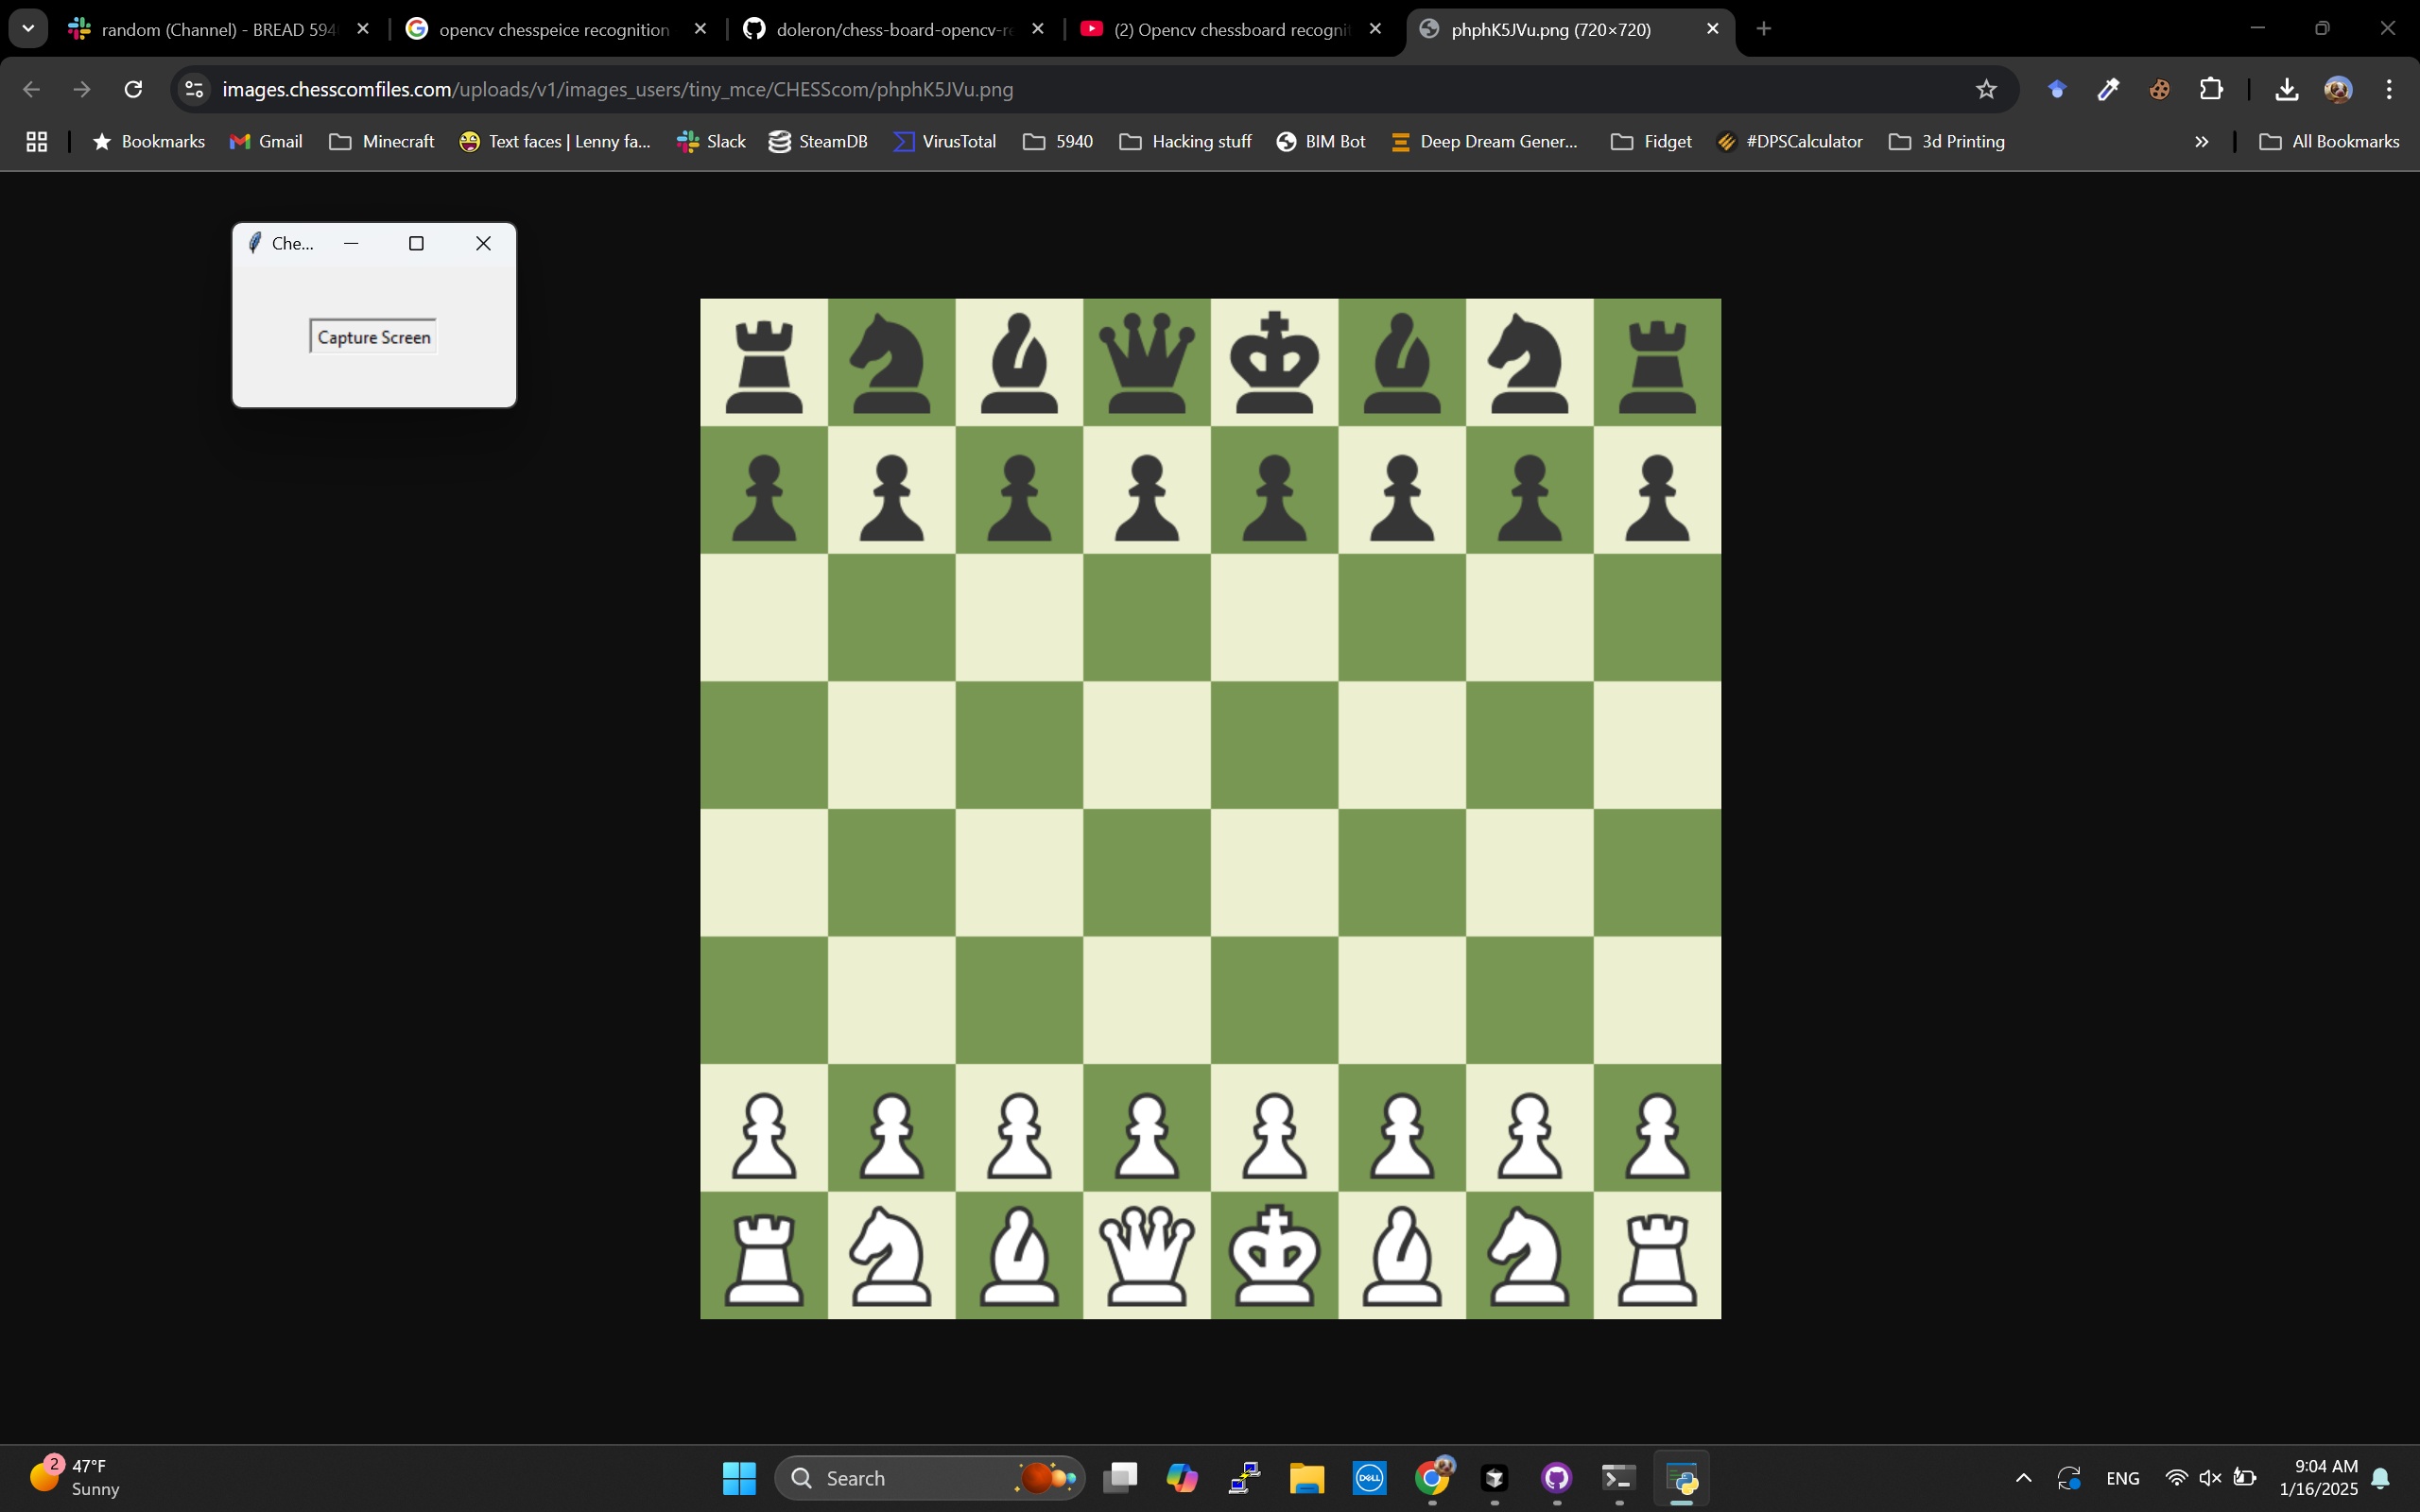 random (Channel) - BREAD 594
opencv chesspeice recognition
doleron/chess-board-opencv-re
(2) Opencv chessboard recognit
phphK5JVu.png (720×720)
images.chesscomfiles.com/uploads/v1/images_users/tiny_mce/CHESScom/phphK5JVu.png
Bookmarks Gmail Minecraft Text faces | Lenny fa... Slack SteamDB VirusTotal 5940 Hacking stuff BIM Bot Deep Dream Gener... Fidget #DPSCalculator 3d Printing » All Bookmarks
Che...
Capture Screen
2
47°F
Sunny
Search
DELL
ENG
9:04 AM
1/16/2025